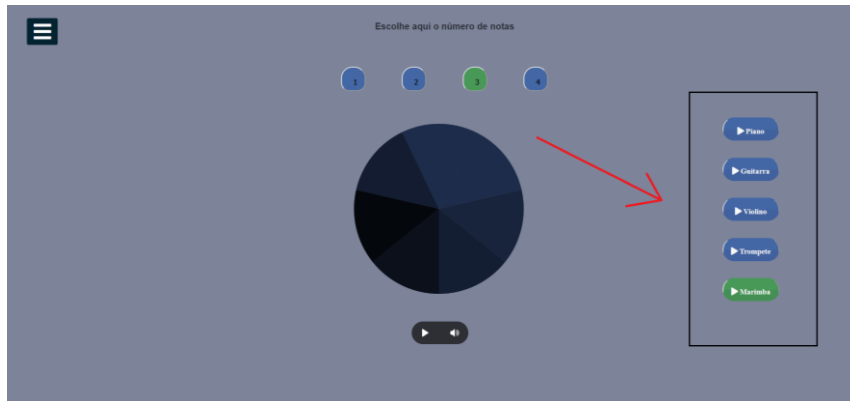 Escolhe aqui o número de notas
1 2 3 4
Piano
Guitarra
Violino
Trompete
Marimba